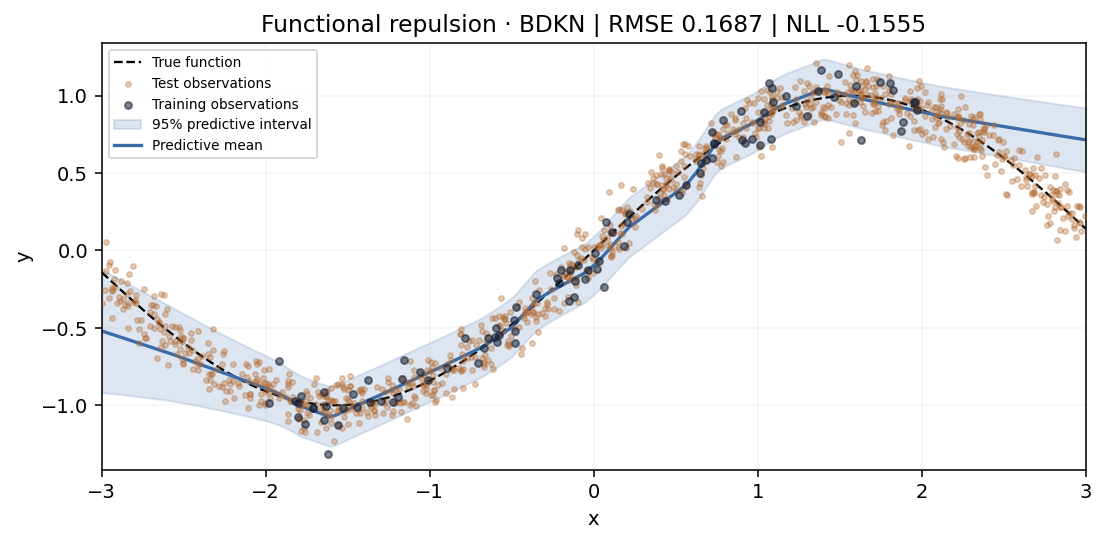 Functional repulsion · BDKN | RMSE 0.1687 | NLL -0.1555
True function
Test observations
Training observations
95% predictive interval
Predictive mean
y
1.0
0.5
0.0
−0.5
−1.0
−3 −2 −1 0 1 2 3
x